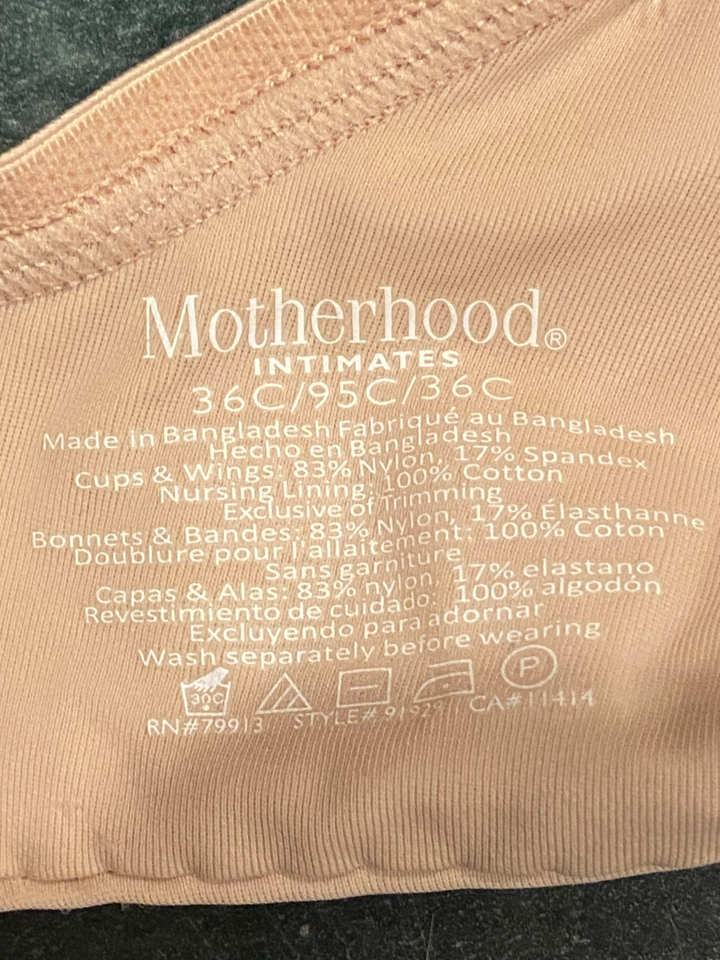 Motherhood®
INTIMATES
36C/95C/36C
Made in Bangladesh Fabriqué au Bangladesh
Hecho en Bangladesh
Cups & Wings: 83% Nylon, 17% Spandex
Nursing Lining: 100% Cotton
Exclusive of Trimming
Bonnets & Bandes: 83% Nylon, 17% Élasthanne
Doublure pour l'allaitement: 100% Coton
Sans garniture
Capas & Alas: 83% nylon, 17% elastano
Revestimiento de cuidado: 100% algodón
Excluyendo para adornar
Wash separately before wearing
30C P
RN#79913 STYLE# CA#11414